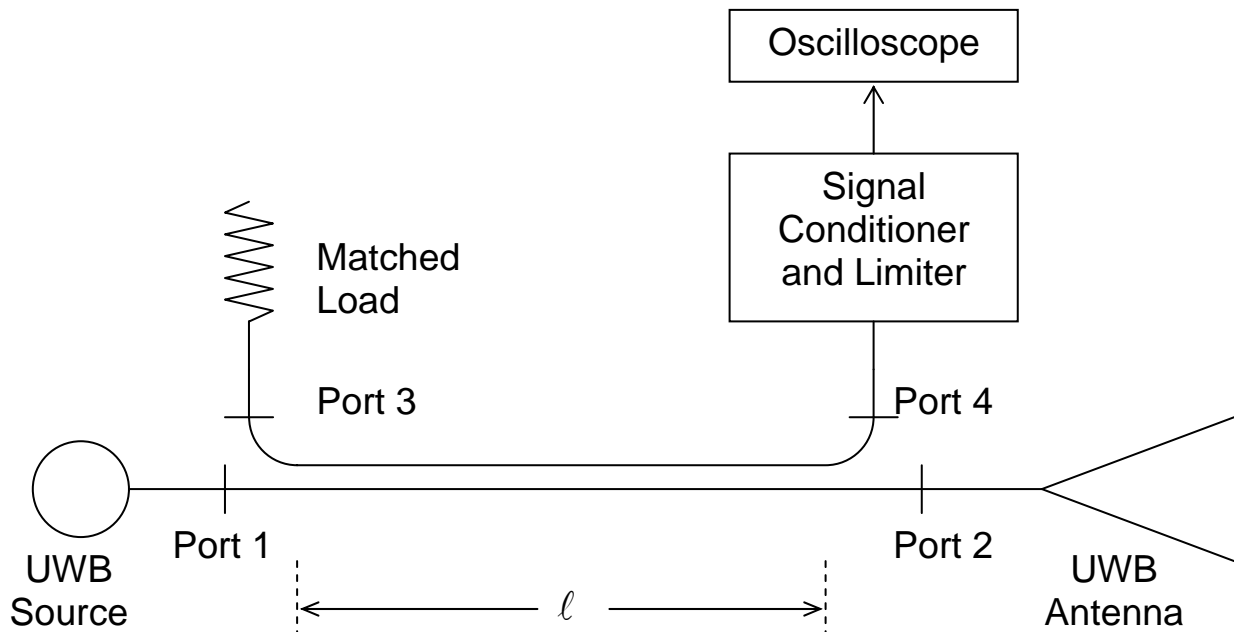 Oscilloscope
Signal
Conditioner
and Limiter
Matched
Load
Port 3
Port 4
Port 1
Port 2
UWB
Source
ℓ
UWB
Antenna